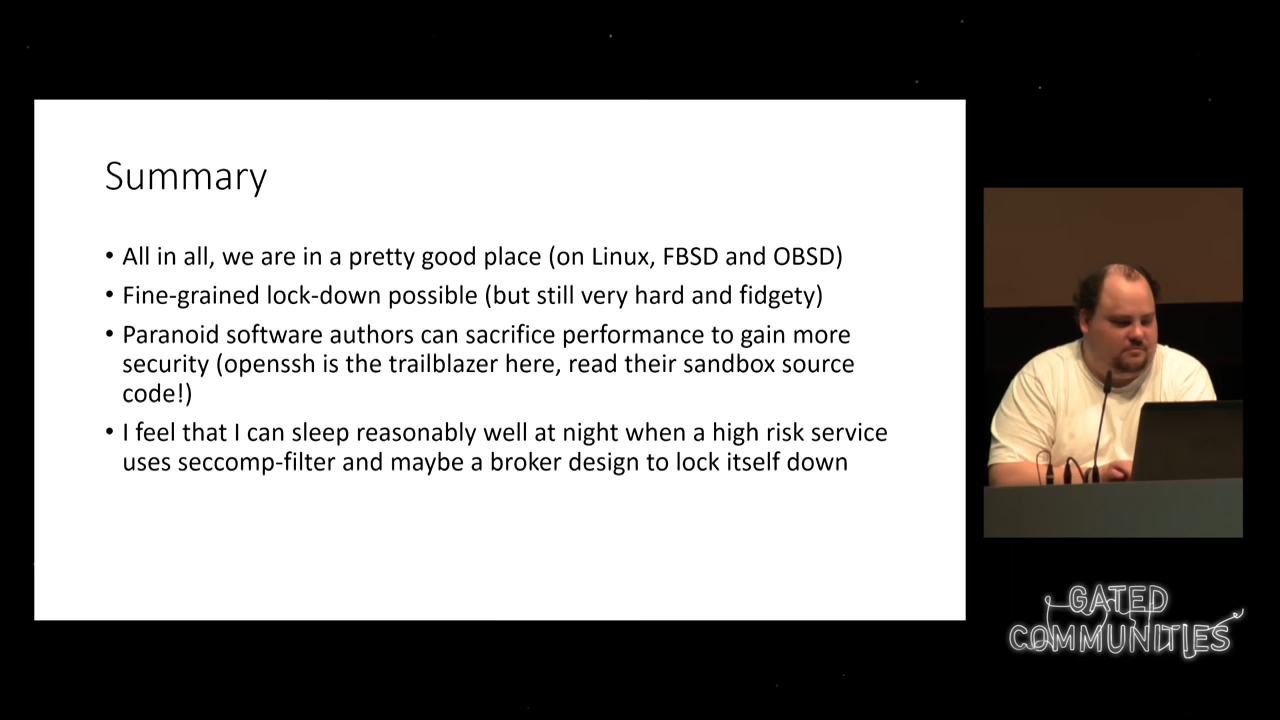 Summary
• All in all, we are in a pretty good place (on Linux, FBSD and OBSD)
• Fine-grained lock-down possible (but still very hard and fidgety)
• Paranoid software authors can sacrifice performance to gain more
security (openssh is the trailblazer here, read their sandbox source
code!)
• I feel that I can sleep reasonably well at night when a high risk service
uses seccomp-filter and maybe a broker design to lock itself down
GATED
COMMUNITIES